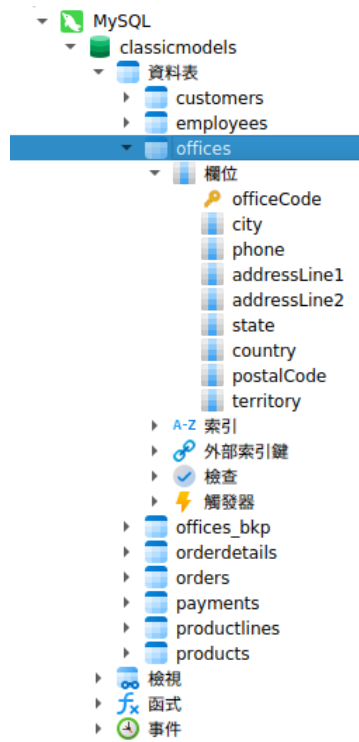 MySQL
classicmodels
資料表
customers
employees
offices
欄位
officeCode
city
phone
addressLine1
addressLine2
state
country
postalCode
territory
A-Z 索引
外部索引鍵
檢查
觸發器
offices_bkp
orderdetails
orders
payments
productlines
products
檢視
fx 函式
事件